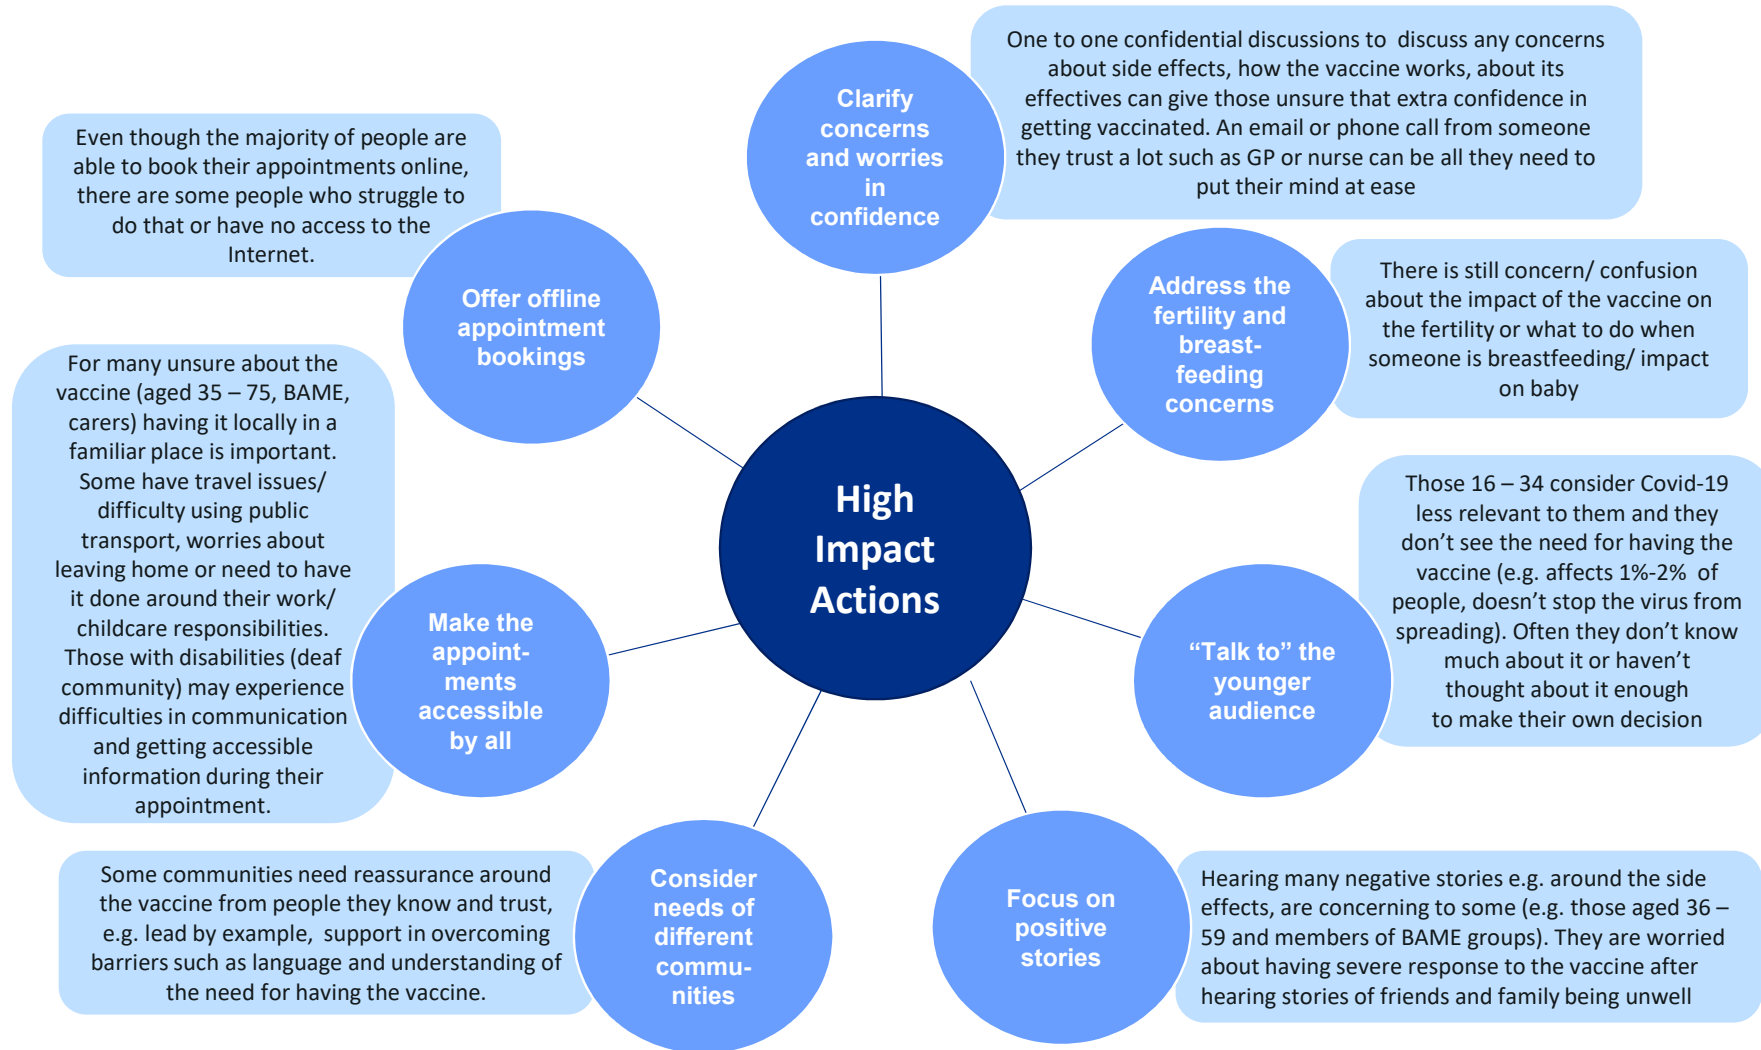 High
Impact
Actions
Clarify
concerns
and worries
in
confidence
One to one confidential discussions to  discuss any concerns
about side effects, how the vaccine works, about its
effectives can give those unsure that extra confidence in
getting vaccinated. An email or phone call from someone
they trust a lot such as GP or nurse can be all they need to
put their mind at ease
Address the
fertility and
breast-
feeding
concerns
There is still concern/ confusion
about the impact of the vaccine on
the fertility or what to do when
someone is breastfeeding/ impact
on baby
“Talk to” the
younger
audience
Those 16 – 34 consider Covid-19
less relevant to them and they
don’t see the need for having the
vaccine (e.g. affects 1%-2%  of
people, doesn’t stop the virus from
spreading). Often they don’t know
much about it or haven’t
thought about it enough
to make their own decision
Focus on
positive
stories
Hearing many negative stories e.g. around the side
effects, are concerning to some (e.g. those aged 36 –
59 and members of BAME groups). They are worried
about having severe response to the vaccine after
hearing stories of friends and family being unwell
Consider
needs of
different
commu-
nities
Some communities need reassurance around
the vaccine from people they know and trust,
e.g. lead by example,  support in overcoming
barriers such as language and understanding of
the need for having the vaccine.
Make the
appoint-
ments
accessible
by all
For many unsure about the
vaccine (aged 35 – 75, BAME,
carers) having it locally in a
familiar place is important.
Some have travel issues/
difficulty using public
transport, worries about
leaving home or need to have
it done around their work/
childcare responsibilities.
Those with disabilities (deaf
community) may experience
difficulties in communication
and getting accessible
information during their
appointment.
Offer offline
appointment
bookings
Even though the majority of people are
able to book their appointments online,
there are some people who struggle to
do that or have no access to the
Internet.